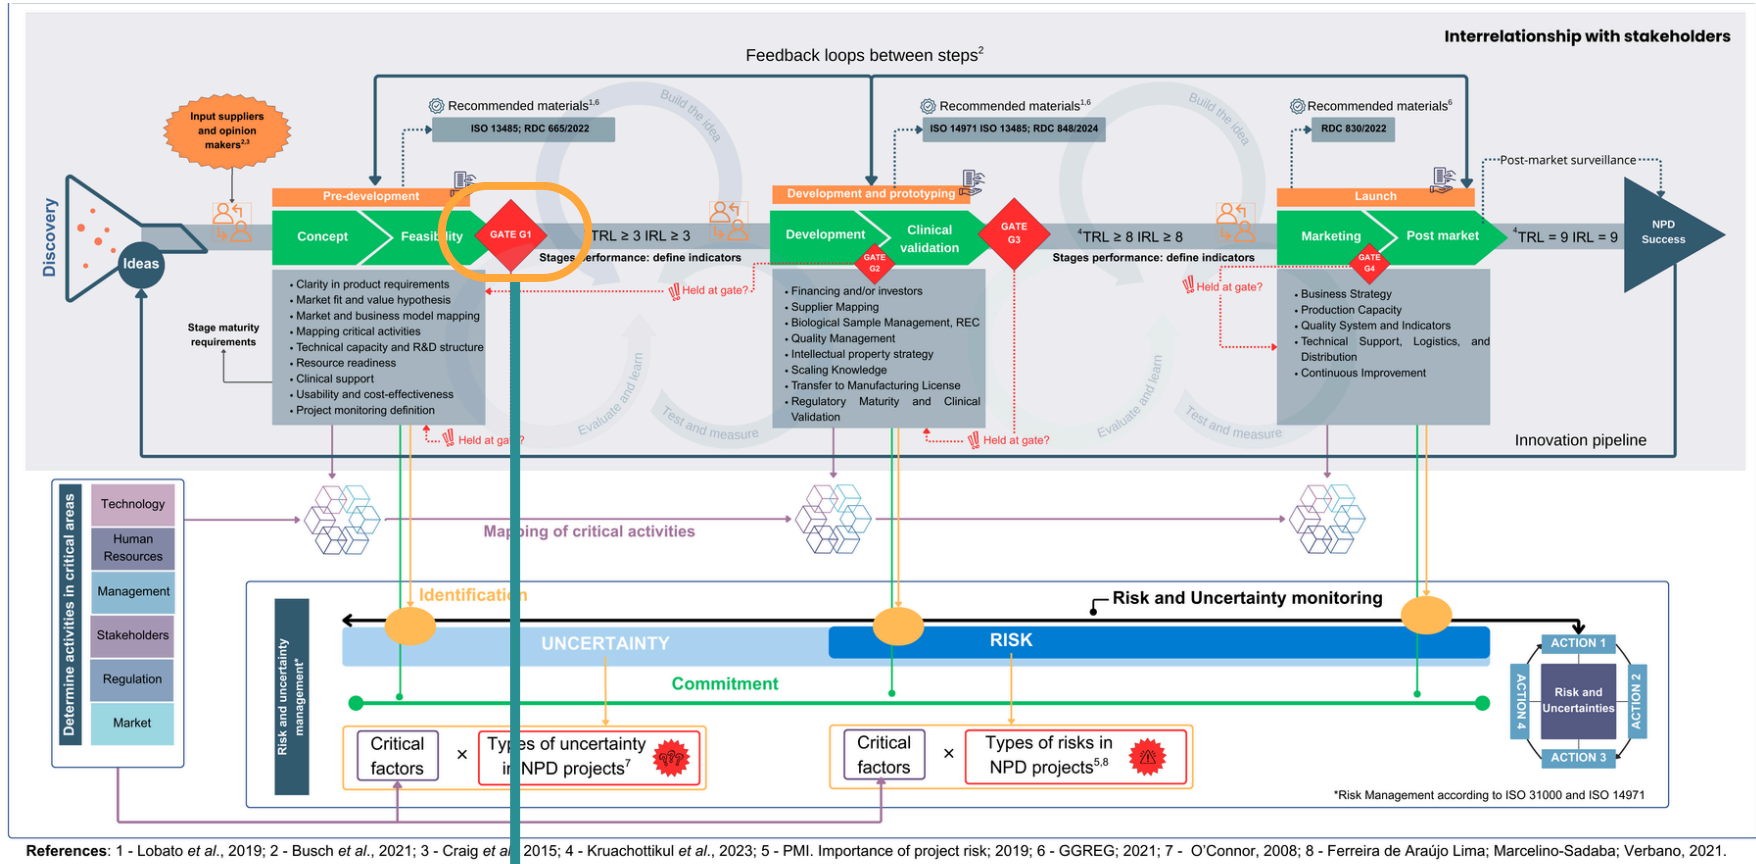 Interrelationship with stakeholders
Feedback loops between steps2
Build the idea
Build the idea
Recommended materials1,6
ISO 13485; RDC 665/2022
Recommended materials1,6
ISO 14971 ISO 13485; RDC 848/2024
Recommended materials6
RDC 830/2022
Input suppliers
and opinion
makers2,3
Post-market surveillance
Discovery
Ideas
Pre-development
Concept
Feasibility
GATE G1
TRL ≥ 3 IRL ≥ 3
Stages performance: define indicators
Development and prototyping
Development
Clinical
validation
GATE
G2
GATE
G3
4TRL ≥ 8 IRL ≥ 8
Stages performance: define indicators
Launch
Marketing
Post market
GATE
G4
4TRL = 9 IRL = 9
NPD
Success
Held at gate?
Held at gate?
Stage maturity
requirements
• Clarity in product requirements
• Market fit and value hypothesis
• Market and business model mapping
• Mapping critical activities
• Technical capacity and R&D structure
• Resource readiness
• Clinical support
• Usability and cost-effectiveness
• Project monitoring definition
• Financing and/or investors
• Supplier Mapping
• Biological Sample Management, REC
• Quality Management
• Intellectual property strategy
• Scaling Knowledge
• Transfer to Manufacturing License
• Regulatory Maturity and Clinical
Validation
• Business Strategy
• Production Capacity
• Quality System and Indicators
• Technical Support, Logistics, and
Distribution
• Continuous Improvement
Evaluate and learn
Test and measure
Evaluate and learn
Test and measure
Held at gate?
Held at gate?
Innovation pipeline
Determine activities in critical areas
Technology
Human
Resources
Management
Stakeholders
Regulation
Market
Mapping of critical activities
Risk and uncertainty
management*
Identification
Risk and Uncertainty monitoring
UNCERTAINTY
RISK
Commitment
Critical
factors
×
Types of uncertainty
in NPD projects7
???
Critical
factors
×
Types of risks in
NPD projects5,8
ACTION 1
ACTION 2
ACTION 3
ACTION 4
Risk and
Uncertainties
*Risk Management according to ISO 31000 and ISO 14971
References: 1 - Lobato et al., 2019; 2 - Busch et al., 2021; 3 - Craig et al 2015; 4 - Kruachottikul et al., 2023; 5 - PMI. Importance of project risk; 2019; 6 - GGREG; 2021; 7 - O'Connor, 2008; 8 - Ferreira de Araújo Lima; Marcelino-Sadaba; Verbano, 2021.